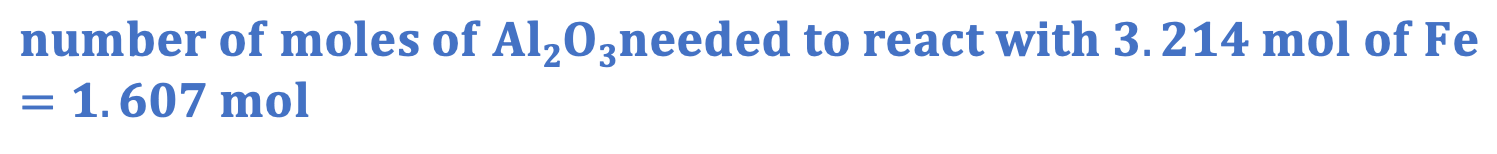 number of moles of Al₂O₃needed to react with 3.214 mol of Fe
= 1.607 mol